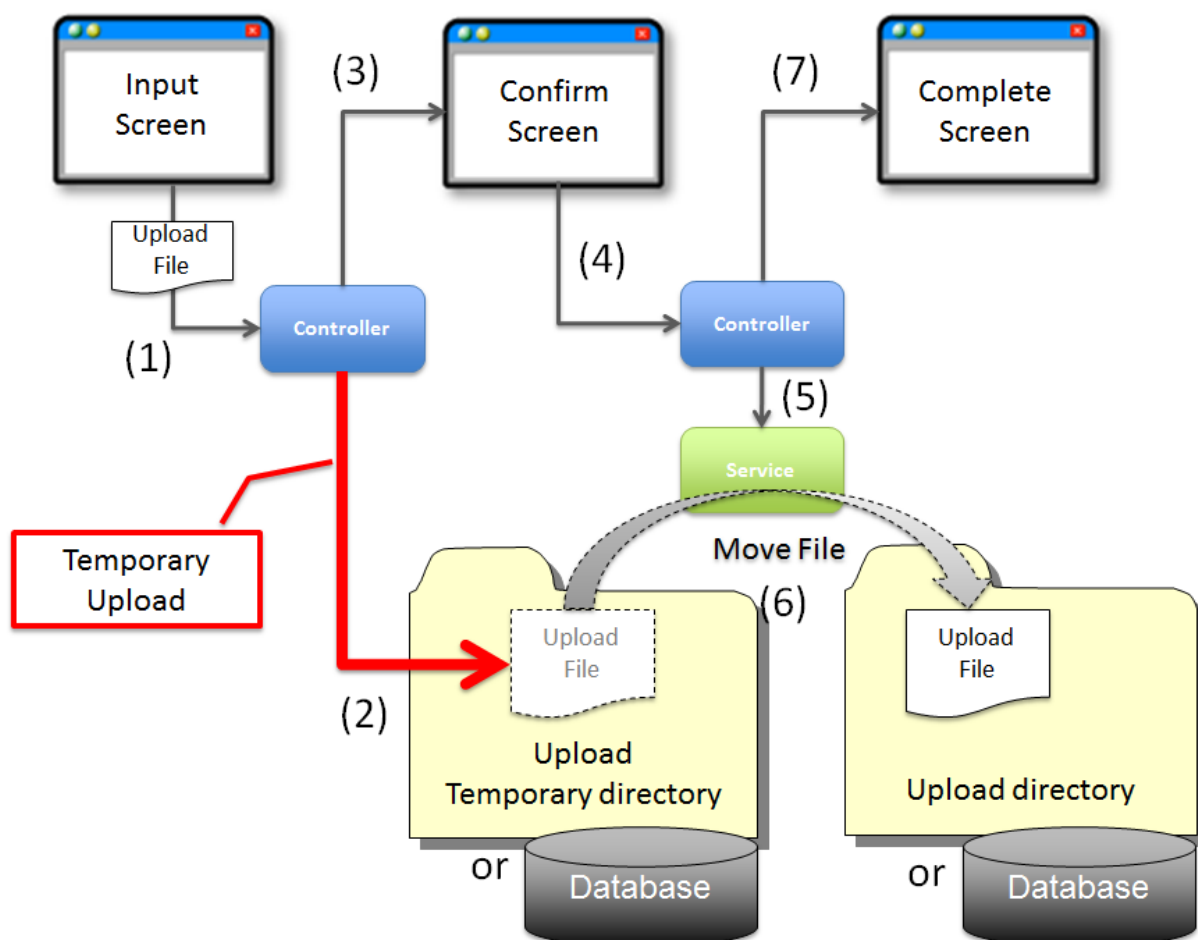 Input
Screen
(3)
Confirm
Screen
(7)
Complete
Screen
Upload
File
(1)
Controller
(4)
Controller
(5)
Service
Temporary
Upload
Move File
(6)
Upload
File
(2)
Upload
Temporary directory
Upload
File
Upload directory
or
Database
or
Database